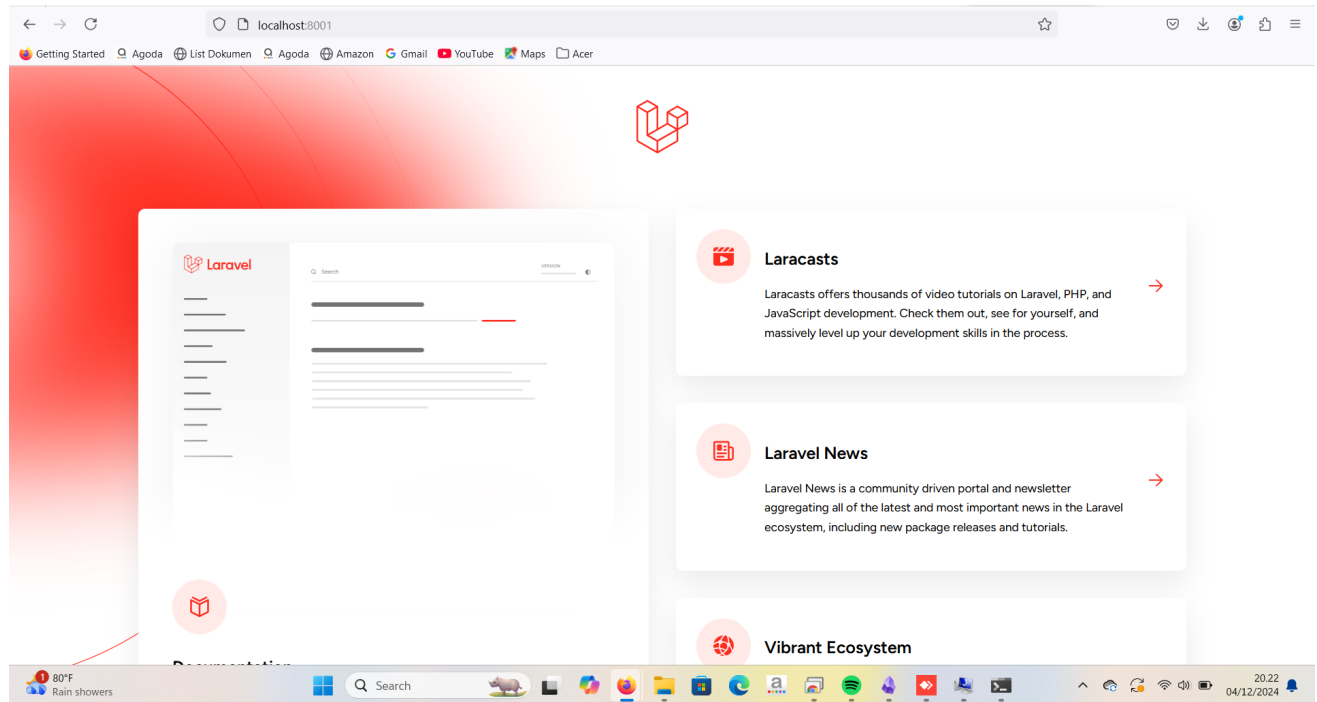 localhost:8001
Getting Started Agoda List Dokumen Agoda Amazon Gmail YouTube Maps Acer
Laravel
Search
VERSION
Documentation
Laracasts
Laracasts offers thousands of video tutorials on Laravel, PHP, and
JavaScript development. Check them out, see for yourself, and
massively level up your development skills in the process.
Laravel News
Laravel News is a community driven portal and newsletter
aggregating all of the latest and most important news in the Laravel
ecosystem, including new package releases and tutorials.
Vibrant Ecosystem
1
80°F
Rain showers
Search
a
20.22
04/12/2024